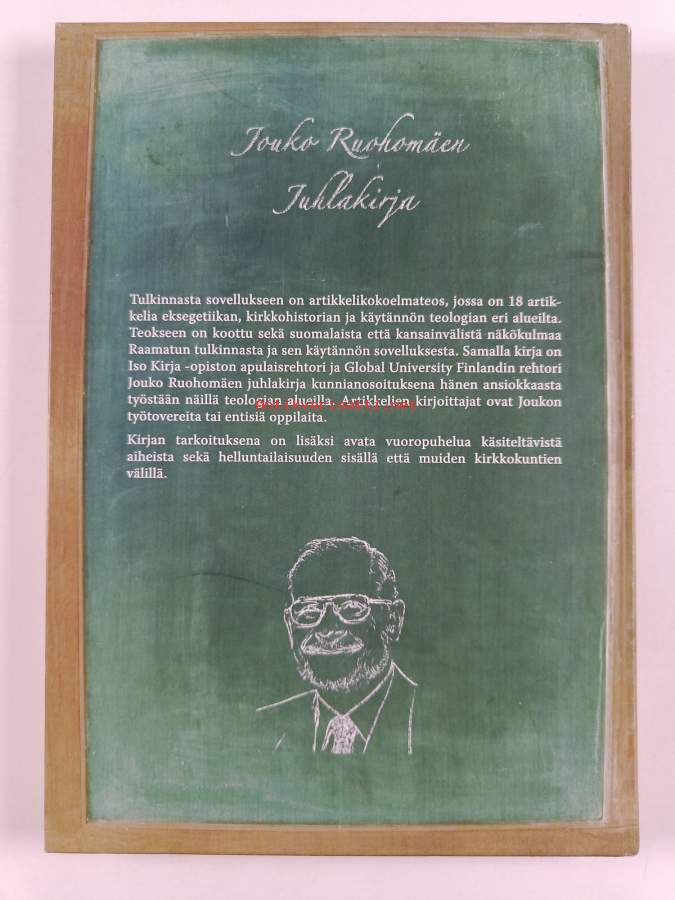 Jouko Ruohomäen
Juhlakirja
Tulkinnasta sovellukseen on artikkelikokoelmateos, jossa on 18 artik-
kelia eksegetiikan, kirkkohistorian ja käytännön teologian eri alueilta.
Teokseen on koottu sekä suomalaista että kansainvälistä näkökulmaa
Raamatun tulkinnasta ja sen käytännön sovelluksesta. Samalla kirja on
Iso Kirja -opiston apulaisrehtori ja Global University Finlandin rehtori
Jouko Ruohomäen juhlakirja kunnianosoituksena hänen ansiokkaasta
työstään näillä teologian alueilla. Artikkelien kirjoittajat ovat Joukon
työtovereita tai entisiä oppilaita.
Kirjan tarkoituksena on lisäksi avata vuoropuhelua käsiteltävistä
aiheista sekä helluntailaisuuden sisällä että muiden kirkkokuntien
välillä.